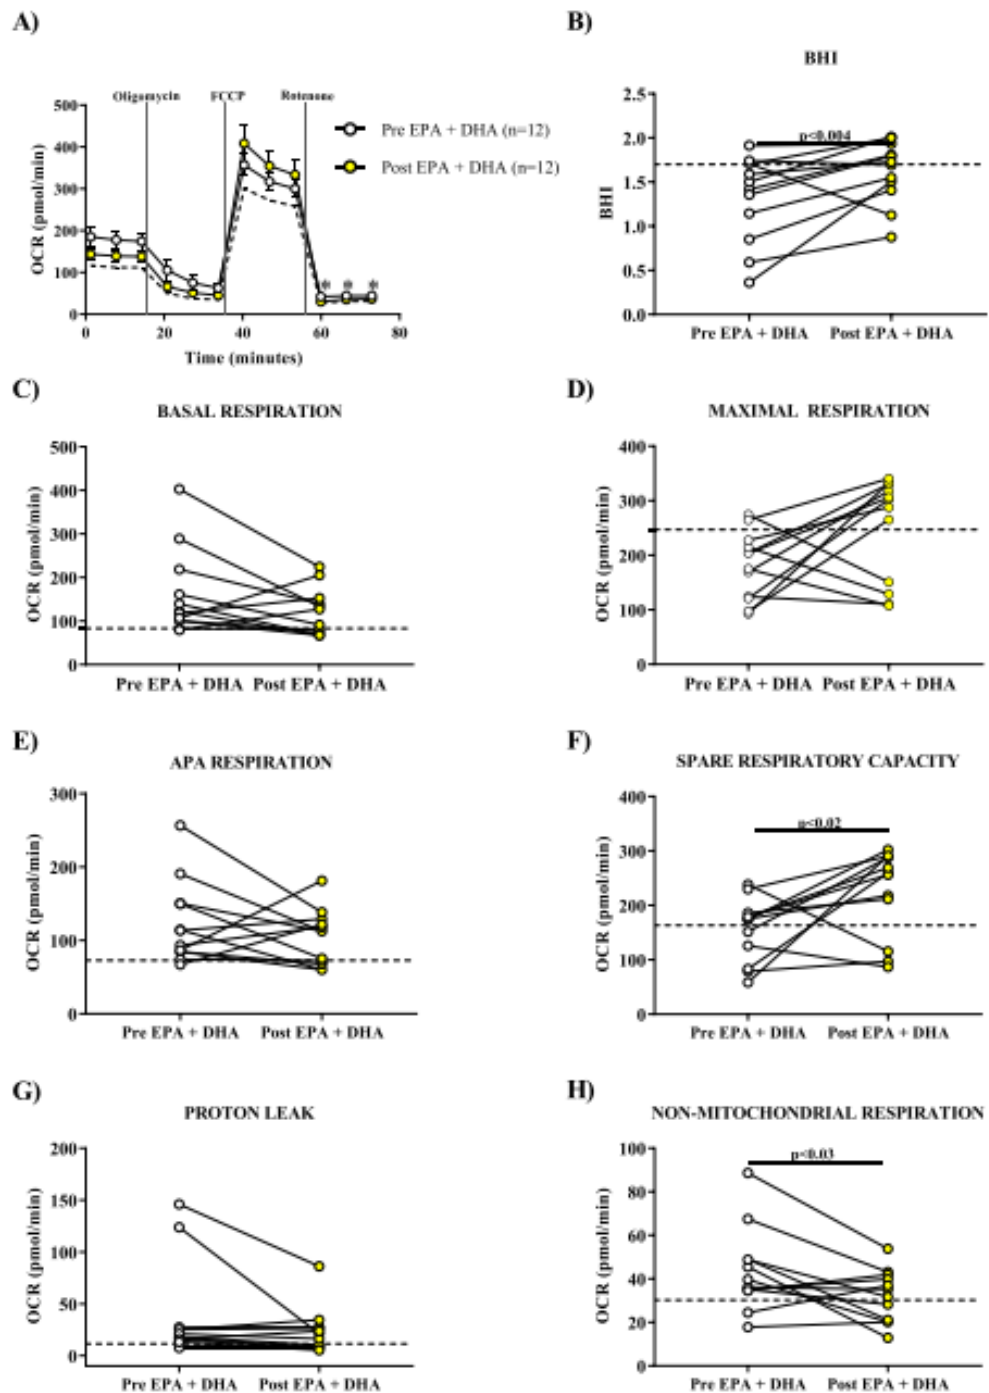 A)
Oligomycin FCCP Rotenone
500
400
300
200
100
0
OCR (pmol/min)
0 20 40 60 80
Time (minutes)
Pre EPA + DHA (n=12)
Post EPA + DHA (n=12)
* * *
B)
BHI
2.5
2.0
1.5
1.0
0.5
0.0
BHI
p<0.004
Pre EPA + DHA Post EPA + DHA
C)
BASAL RESPIRATION
500
400
300
200
100
0
OCR (pmol/min)
Pre EPA + DHA Post EPA + DHA
D)
MAXIMAL RESPIRATION
400
300
200
100
0
OCR (pmol/min)
Pre EPA + DHA Post EPA + DHA
E)
APA RESPIRATION
300
200
100
0
OCR (pmol/min)
Pre EPA + DHA Post EPA + DHA
F)
SPARE RESPIRATORY CAPACITY
400
300
200
100
0
OCR (pmol/min)
p<0.02
Pre EPA + DHA Post EPA + DHA
G)
PROTON LEAK
200
150
100
50
0
OCR (pmol/min)
Pre EPA + DHA Post EPA + DHA
H)
NON-MITOCHONDRIAL RESPIRATION
100
80
60
40
20
0
OCR (pmol/min)
p<0.03
Pre EPA + DHA Post EPA + DHA